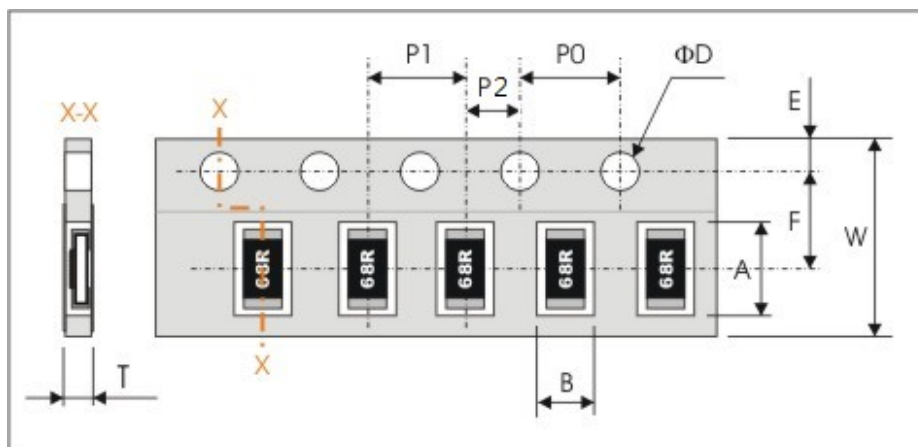 P1 P0 ΦD
P2 E
X-X X
F
W
68R 68R 68R 68R 68R A
T X B